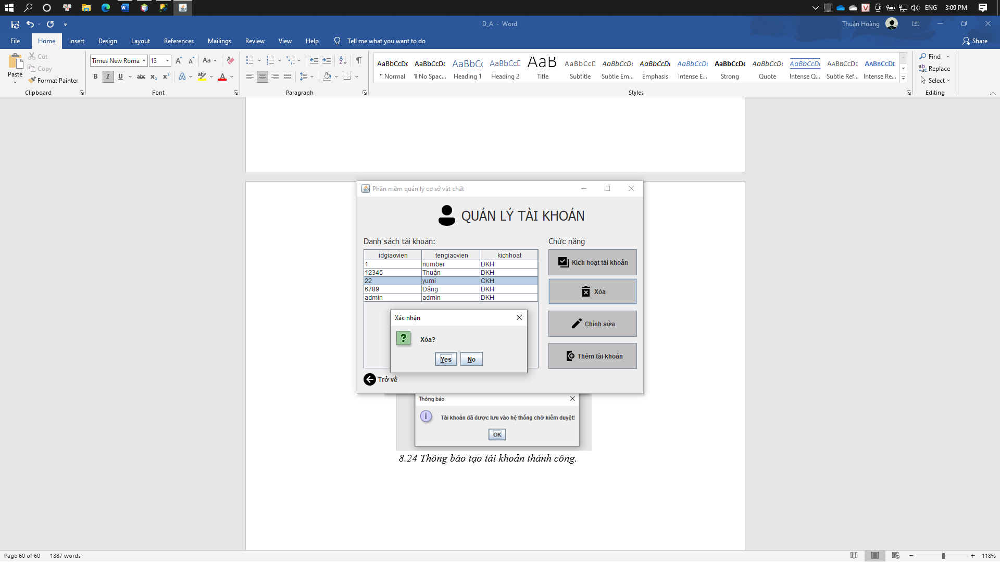 ENG 3:09 PM
D_A - Word
Thuận Hoàng
File Home Insert Design Layout References Mailings Review View Help Tell me what you want to do
Share
Paste
Cut
Copy
Format Painter
Clipboard
Times New Roma 13
Font
Paragraph
AaBbCcDc AaBbCcDc AaBbCc AaBbCcD AaB AaBbCcD AaBbCcDc AaBbCcDc AaBbCcDc AaBbCcDc AaBbCcDc AaBbCcDc AABBCCDD AABBCCDD
¶ Normal ¶ No Spac... Heading 1 Heading 2 Title Subtitle Subtle Em... Emphasis Intense E... Strong Quote Intense Q... Subtle Ref... Intense Re...
Styles
Find
Replace
Select
Editing
Phần mềm quản lý cơ sở vật chất
QUÁN LÝ TÀI KHOÁN
Danh sách tài khoản:
Chức năng
idgiaovien tengiaovien kichhoat
1 number DKH
12345 Thuận DKH
22 yumi CKH
6789 Dâng DKH
admin admin DKH
Kích hoạt tài khoản
Xóa
Chỉnh sửa
Thêm tài khoản
Xác nhận
Xóa?
Yes No
Trở về
Thông báo
Tài khoản đã được lưu vào hệ thống chờ kiểm duyệt!
OK
8.24 Thông báo tạo tài khoản thành công.
Page 60 of 60 1887 words
118%